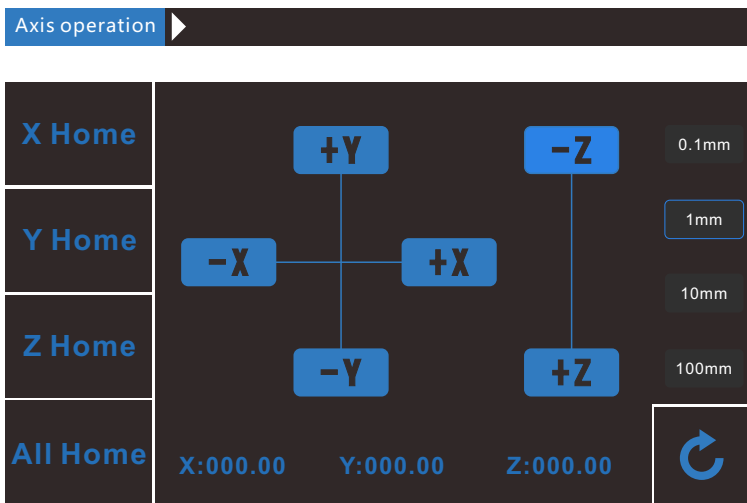 Axis operation
X Home
Y Home
Z Home
All Home
+Y
-X
+X
-Y
-Z
+Z
0.1mm
1mm
10mm
100mm
X:000.00
Y:000.00
Z:000.00